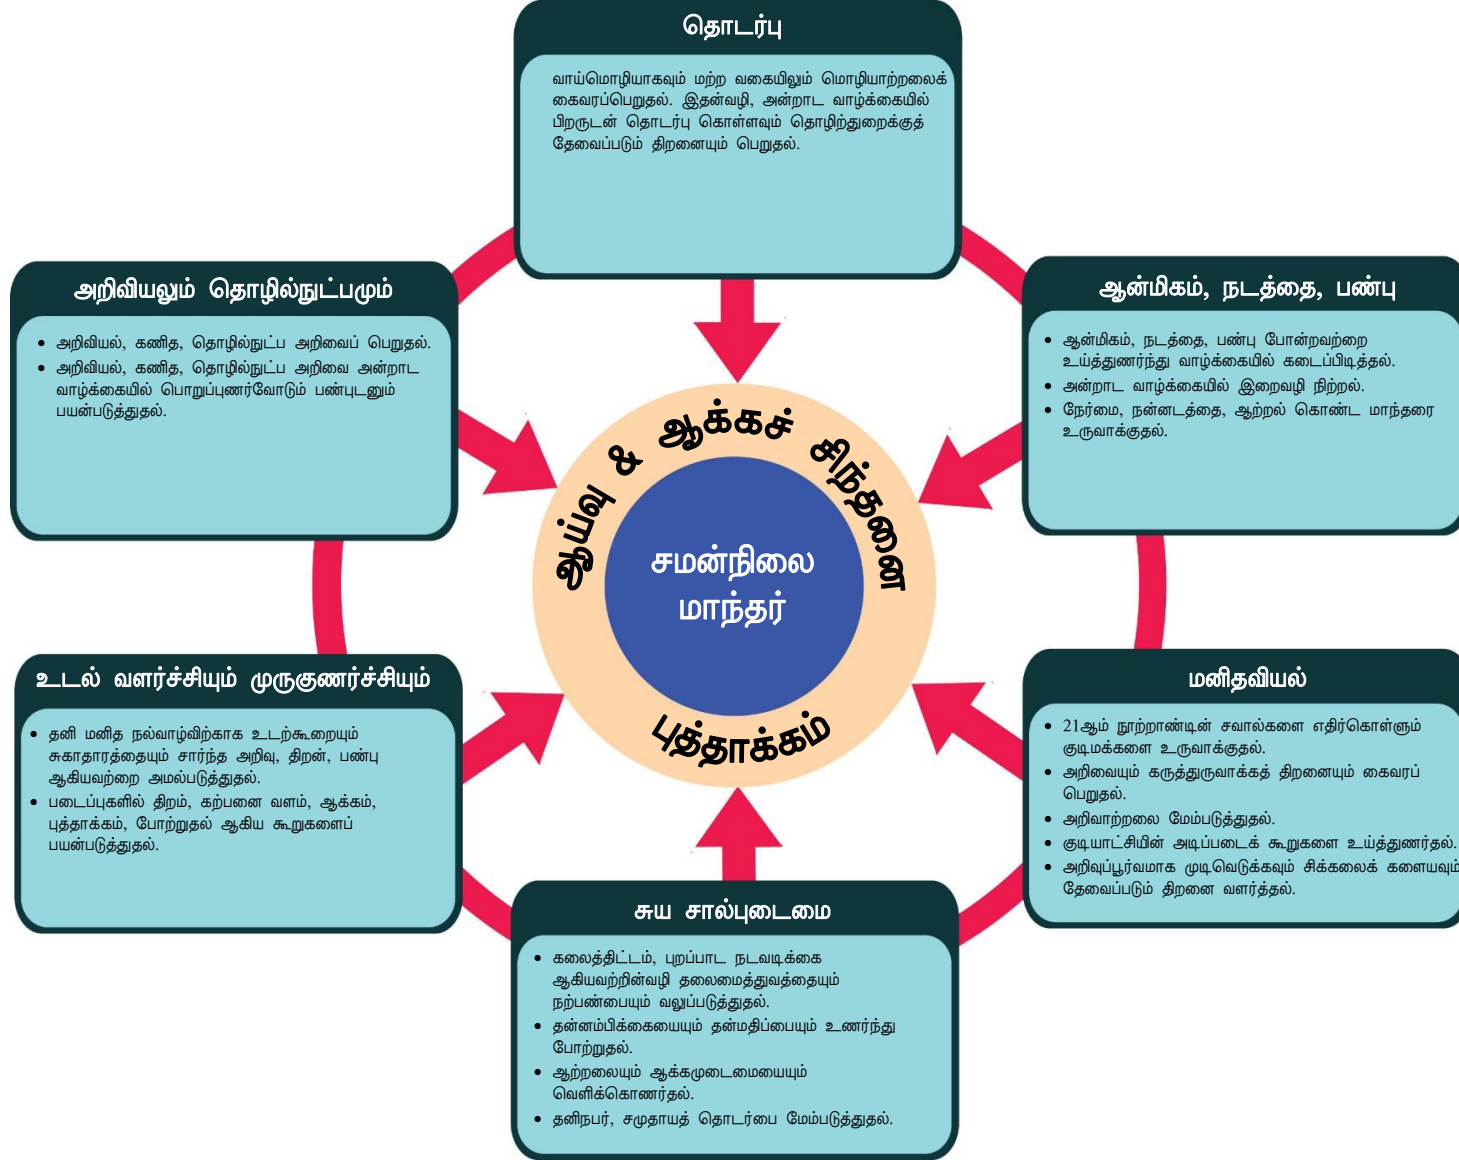 தொடர்பு
வாய்மொழியாகவும் மற்ற வகையிலும் மொழியாற்றலைக்
கைவரப்பெறுதல். இதன்வழி, அன்றாட வாழ்க்கையில்
பிறருடன் தொடர்பு கொள்ளவும் தொழிற்துறைக்குத்
தேவைப்படும் திறனையும் பெறுதல்.
அறிவியலும் தொழில்நுட்பமும்
• அறிவியல், கணித, தொழில்நுட்ப அறிவைப் பெறுதல்.
• அறிவியல், கணித, தொழில்நுட்ப அறிவை அன்றாட
வாழ்க்கையில் பொறுப்புணர்வோடும் பண்புடனும்
பயன்படுத்துதல்.
ஆன்மிகம், நடத்தை, பண்பு
• ஆன்மிகம், நடத்தை, பண்பு போன்றவற்றை
உய்த்துணர்ந்து வாழ்க்கையில் கடைப்பிடித்தல்.
• அன்றாட வாழ்க்கையில் இறைவழி நிற்றல்.
• நேர்மை, நன்னடத்தை, ஆற்றல் கொண்ட மாந்தரை
உருவாக்குதல்.
ஆய்வு & ஆக்கச் சிந்தனை
சமன்நிலை
மாந்தர்
புத்தாக்கம்
உடல் வளர்ச்சியும் முருகுணர்ச்சியும்
• தனி மனித நல்வாழ்விற்காக உடற்கூறையும்
சுகாதாரத்தையும் சார்ந்த அறிவு, திறன், பண்பு
ஆகியவற்றை அமல்படுத்துதல்.
• படைப்புகளில் திறம், கற்பனை வளம், ஆக்கம்,
புத்தாக்கம், போற்றுதல் ஆகிய கூறுகளைப்
பயன்படுத்துதல்.
மனிதவியல்
• 21ஆம் நூற்றாண்டின் சவால்களை எதிர்கொள்ளும்
குடிமக்களை உருவாக்குதல்.
• அறிவையும் கருத்துருவாக்கத் திறனையும் கைவரப்
பெறுதல்.
• அறிவாற்றலை மேம்படுத்துதல்.
• குடியாட்சியின் அடிப்படைக் கூறுகளை உய்த்துணர்தல்.
• அறிவுப்பூர்வமாக முடிவெடுக்கவும் சிக்கலைக் களையவும்
தேவைப்படும் திறனை வளர்த்தல்.
சுய சால்புடைமை
• கலைத்திட்டம், புறப்பாட நடவடிக்கை
ஆகியவற்றின்வழி தலைமைத்துவத்தையும்
நற்பண்பையும் வலுப்படுத்துதல்.
• தன்னம்பிக்கையையும் தன்மதிப்பையும் உணர்ந்து
போற்றுதல்.
• ஆற்றலையும் ஆக்கமுடைமையையும்
வெளிக்கொணர்தல்.
• தனிநபர், சமுதாயத் தொடர்பை மேம்படுத்துதல்.